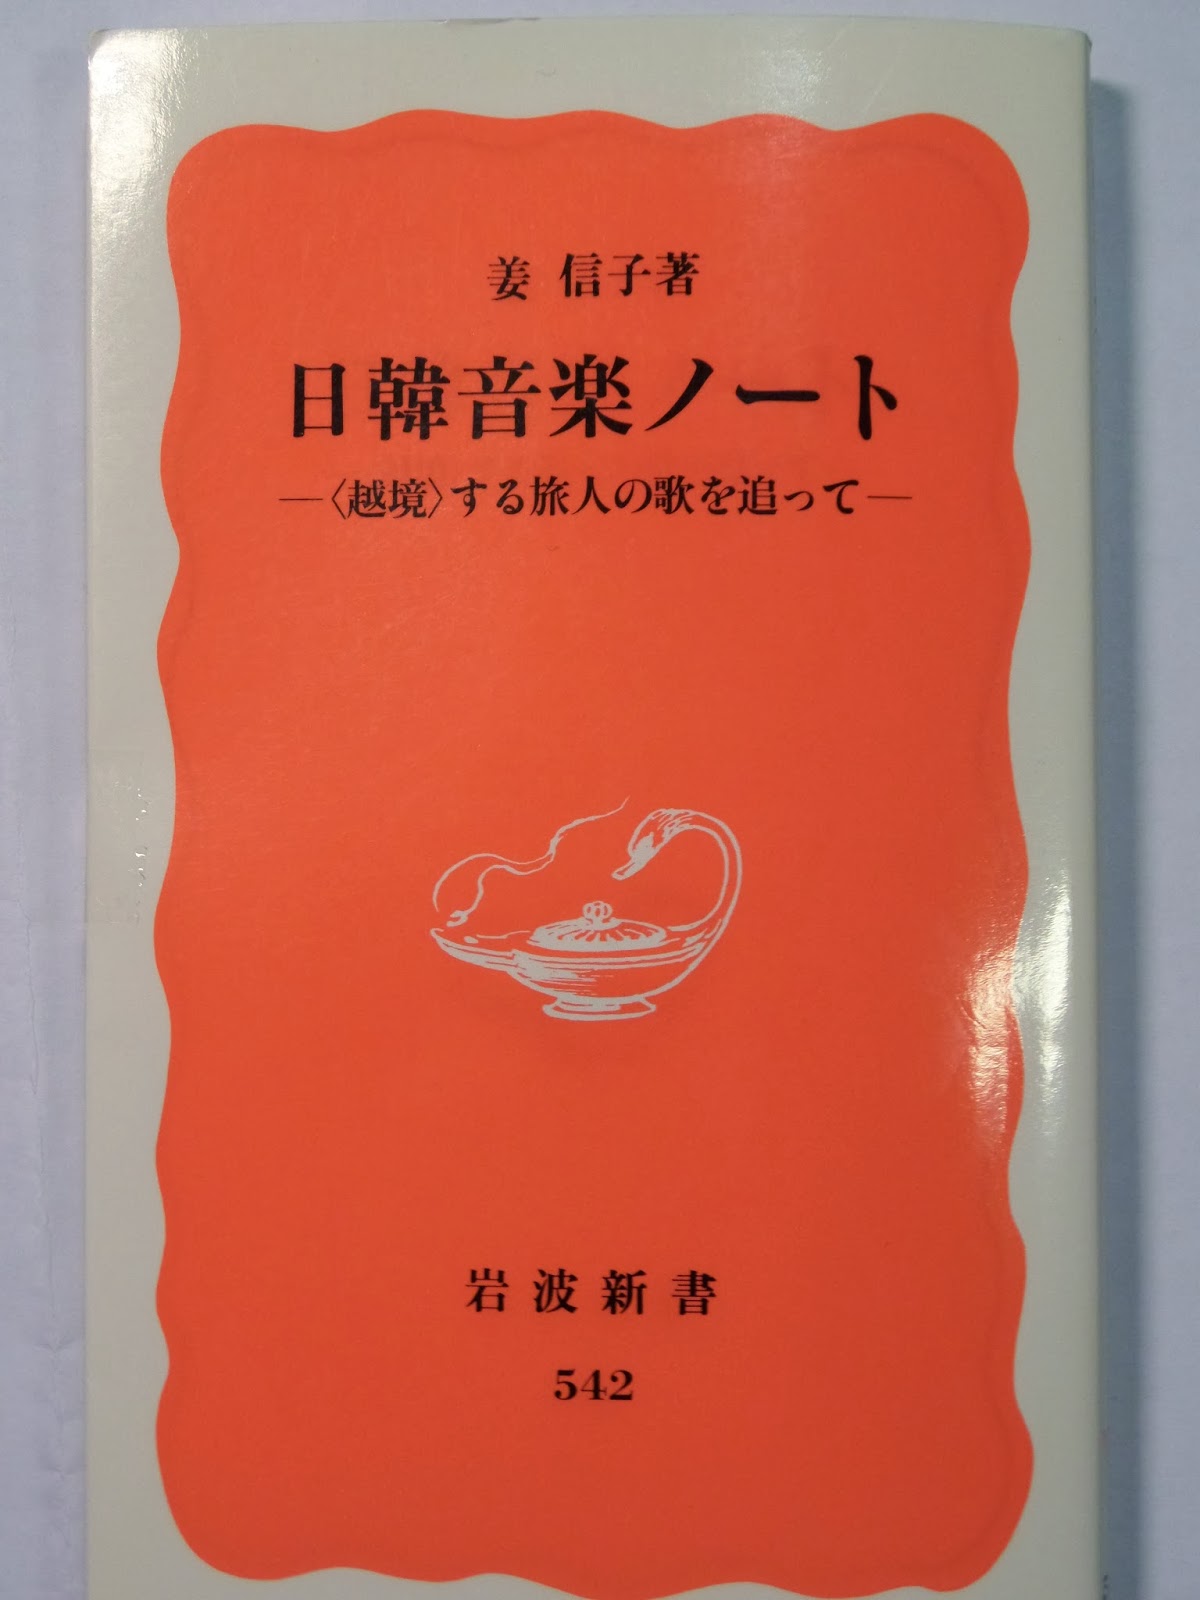 姜 信子著
日韓音楽ノート
―〈越境〉する旅人の歌を追って―
岩波新書
542